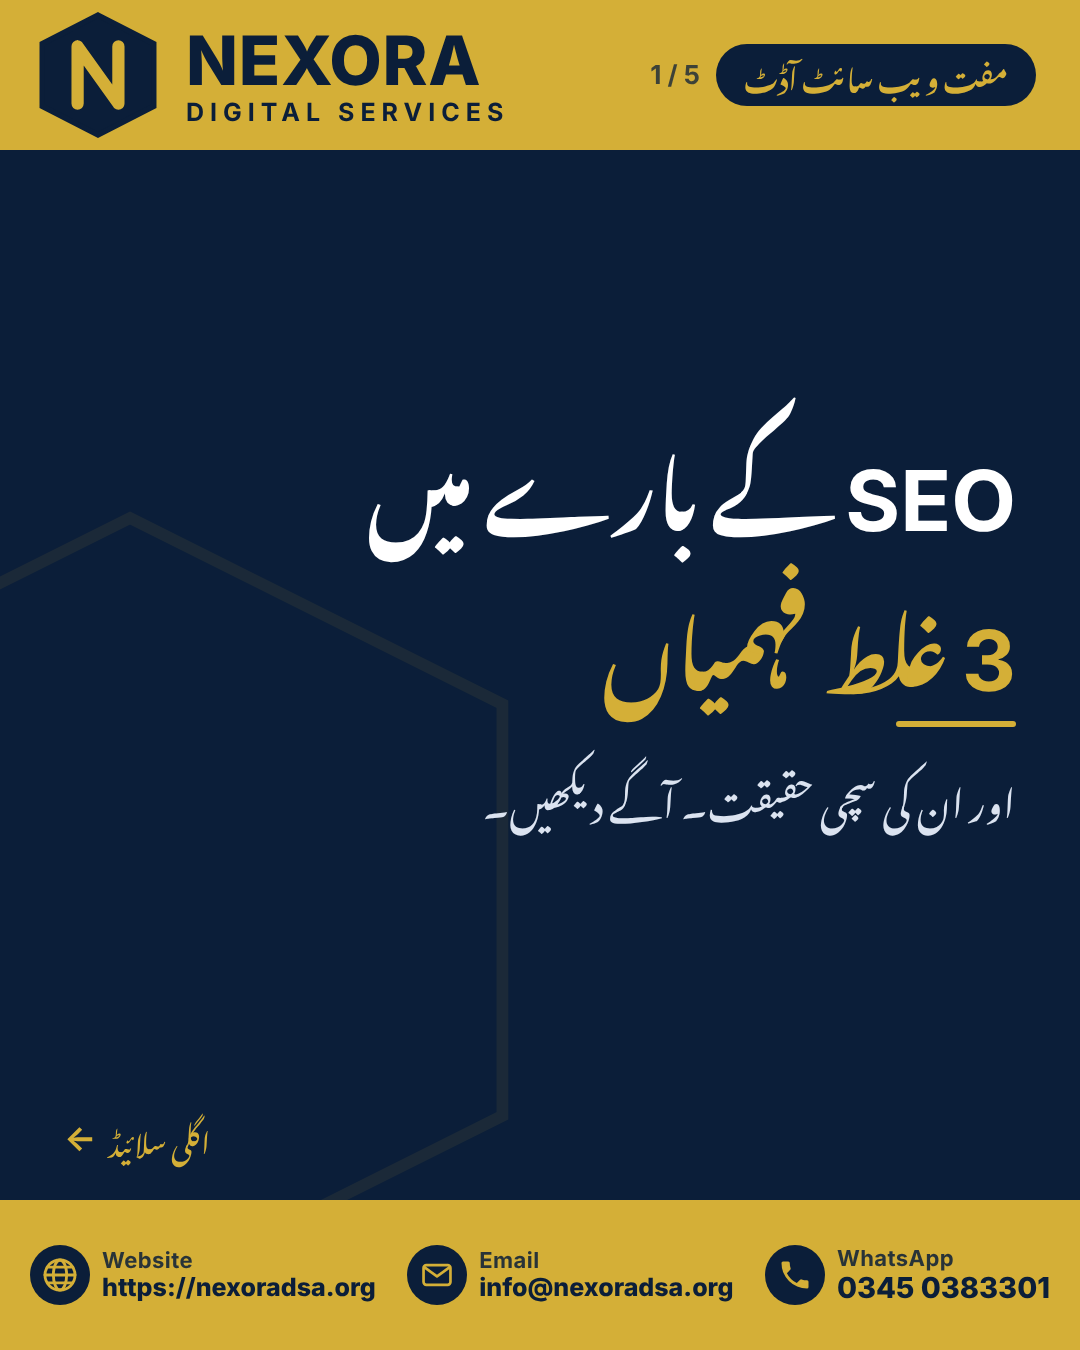 N
NEXORA
DIGITAL SERVICES
1 / 5
مفت ویب سائٹ آڈٹ
SEO کے بارے میں
3 غلط فہمیاں
اور ان کی سچی حقیقت۔ آگے دیکھیں۔
اگلی سلائیڈ ←
Website
https://nexoradsa.org
Email
info@nexoradsa.org
WhatsApp
0345 0383301